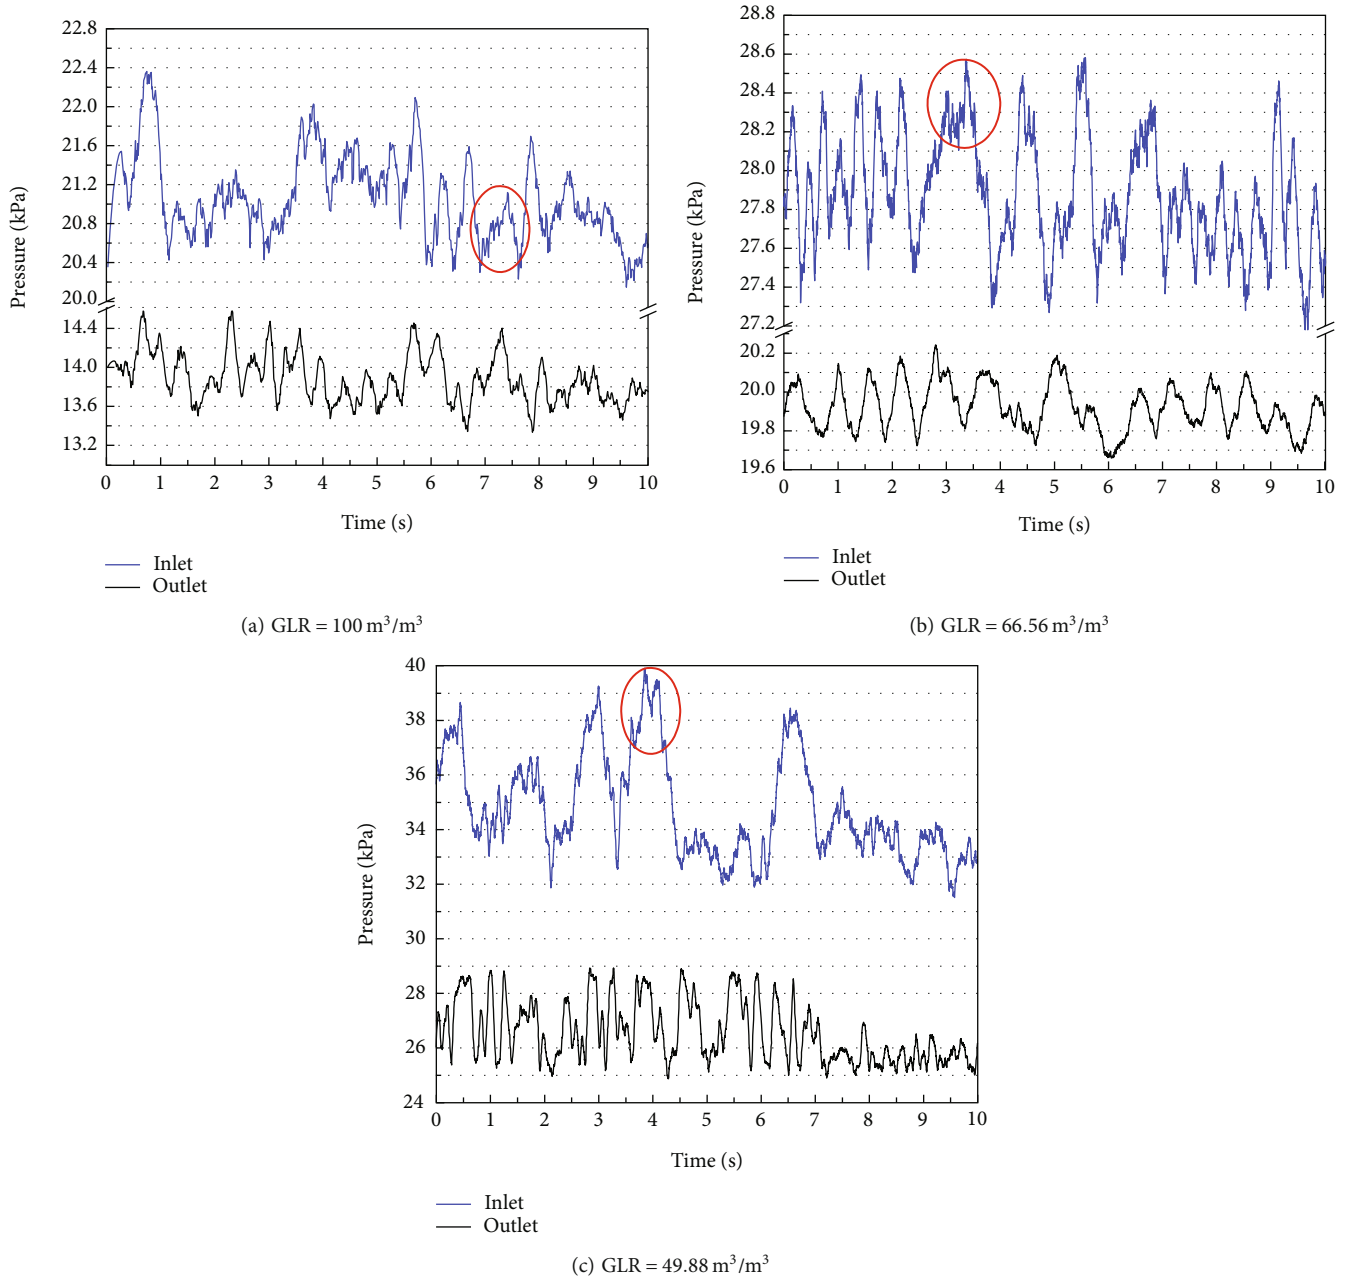 22.8
22.4
22.0
21.6
21.2
20.8
20.4
20.0
14.4
14.0
13.6
13.2
Pressure (kPa)
0 1 2 3 4 5 6 7 8 9 10
Time (s)
Inlet
Outlet
(a) GLR = 100 m³/m³
28.8
28.6
28.4
28.2
28.0
27.8
27.6
27.4
27.2
20.2
20.0
19.8
19.6
Pressure (kPa)
0 1 2 3 4 5 6 7 8 9 10
Time (s)
Inlet
Outlet
(b) GLR = 66.56 m³/m³
40
38
36
34
32
30
28
26
24
Pressure (kPa)
0 1 2 3 4 5 6 7 8 9 10
Time (s)
Inlet
Outlet
(c) GLR = 49.88 m³/m³